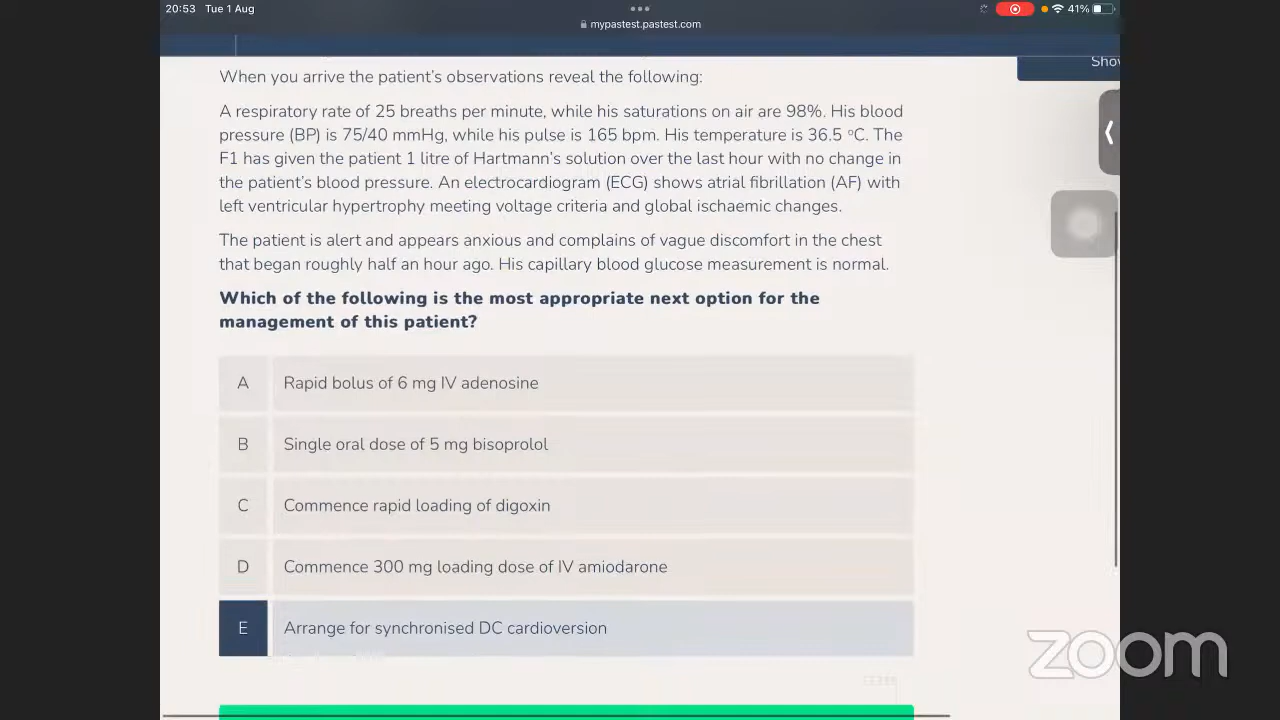 20:53 Tue 1 Aug
41%
mypastest.pastest.com
Show
When you arrive the patient's observations reveal the following:
A respiratory rate of 25 breaths per minute, while his saturations on air are 98%. His blood
pressure (BP) is 75/40 mmHg, while his pulse is 165 bpm. His temperature is 36.5 °C. The
F1 has given the patient 1 litre of Hartmann's solution over the last hour with no change in
the patient's blood pressure. An electrocardiogram (ECG) shows atrial fibrillation (AF) with
left ventricular hypertrophy meeting voltage criteria and global ischaemic changes.
The patient is alert and appears anxious and complains of vague discomfort in the chest
that began roughly half an hour ago. His capillary blood glucose measurement is normal.
Which of the following is the most appropriate next option for the
management of this patient?
A Rapid bolus of 6 mg IV adenosine
B Single oral dose of 5 mg bisoprolol
C Commence rapid loading of digoxin
D Commence 300 mg loading dose of IV amiodarone
E Arrange for synchronised DC cardioversion
zoom